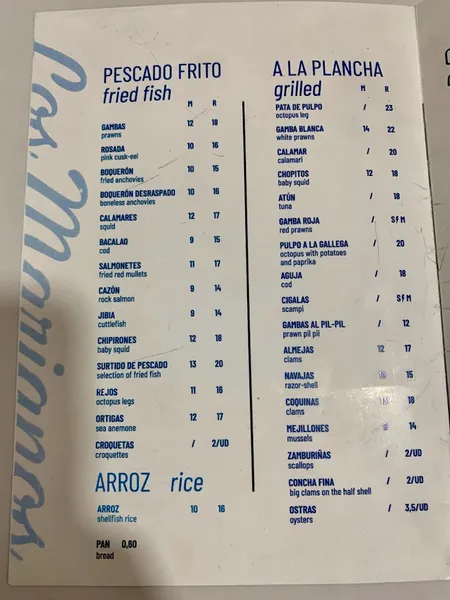 Los Marianos,
PESCADO FRITO
fried fish
M R
GAMBAS 12 18
prawns
ROSADA 10 16
pink cusk-eel
BOQUERÓN 10 15
fried anchovies
BOQUERÓN DESRASPADO 10 16
boneless anchovies
CALAMARES 12 17
squid
BACALAO 9 15
cod
SALMONETES 11 17
fried red mullets
CAZÓN 9 14
rock salmon
JIBIA 9 14
cuttlefish
CHIPIRONES 12 18
baby squid
SURTIDO DE PESCADO 13 20
selection of fried fish
REJOS 11 16
octopus legs
ORTIGAS 12 17
sea anemone
CROQUETAS / 2/UD
croquettes
ARROZ rice
ARROZ 10 16
shellfish rice
PAN 0,60
bread
A LA PLANCHA
grilled
M R
PATA DE PULPO / 23
octopus leg
GAMBA BLANCA 14 22
white prawns
CALAMAR / 20
calamari
CHOPITOS 12 18
baby squid
ATÚN / 18
tuna
GAMBA ROJA / S/M
red prawns
PULPO A LA GALLEGA / 20
octopus with potatoes
and paprika
AGUJA / 18
cod
CIGALAS / S/M
scampi
GAMBAS AL PIL-PIL / 12
prawn pil pil
ALMEJAS 12 17
clams
NAVAJAS 15
razor-shell
COQUINAS 18
clams
MEJILLONES 14
mussels
ZAMBURIÑAS / 2/UD
scallops
CONCHA FINA / 2/UD
big clams on the half shell
OSTRAS / 3,5/UD
oysters